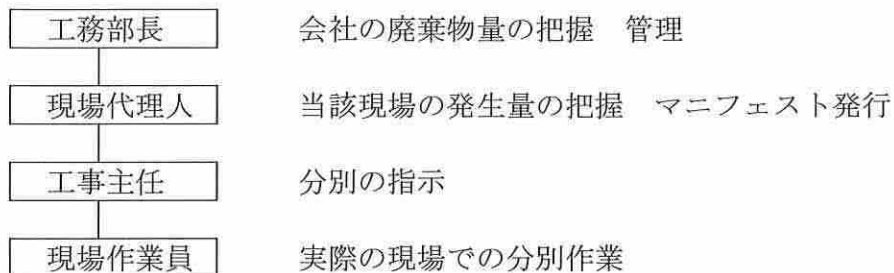 工務部長　会社の廃棄物量の把握　管理
現場代理人　当該現場の発生量の把握　マニフェスト発行
工事主任　分別の指示
現場作業員　実際の現場での分別作業